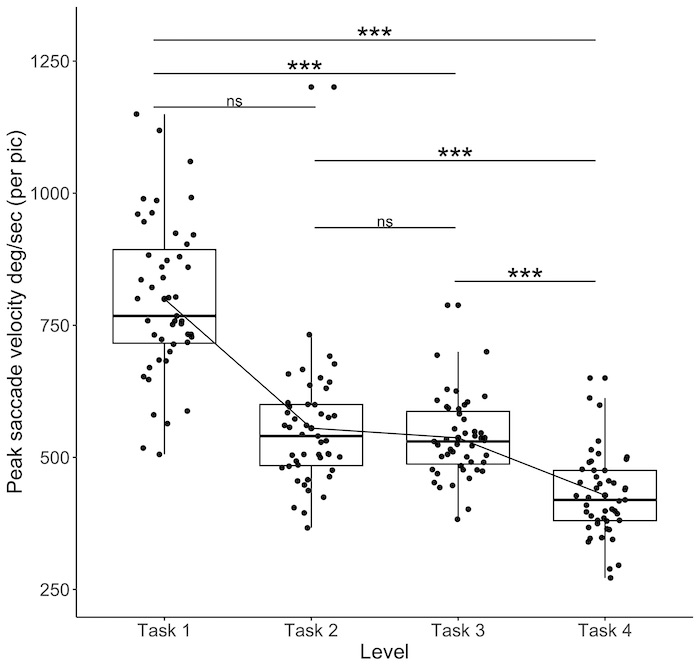 ***
***
ns
***
ns
***
1250
1000
750
500
250
Peak saccade velocity deg/sec (per pic)
Task 1 Task 2 Task 3 Task 4
Level